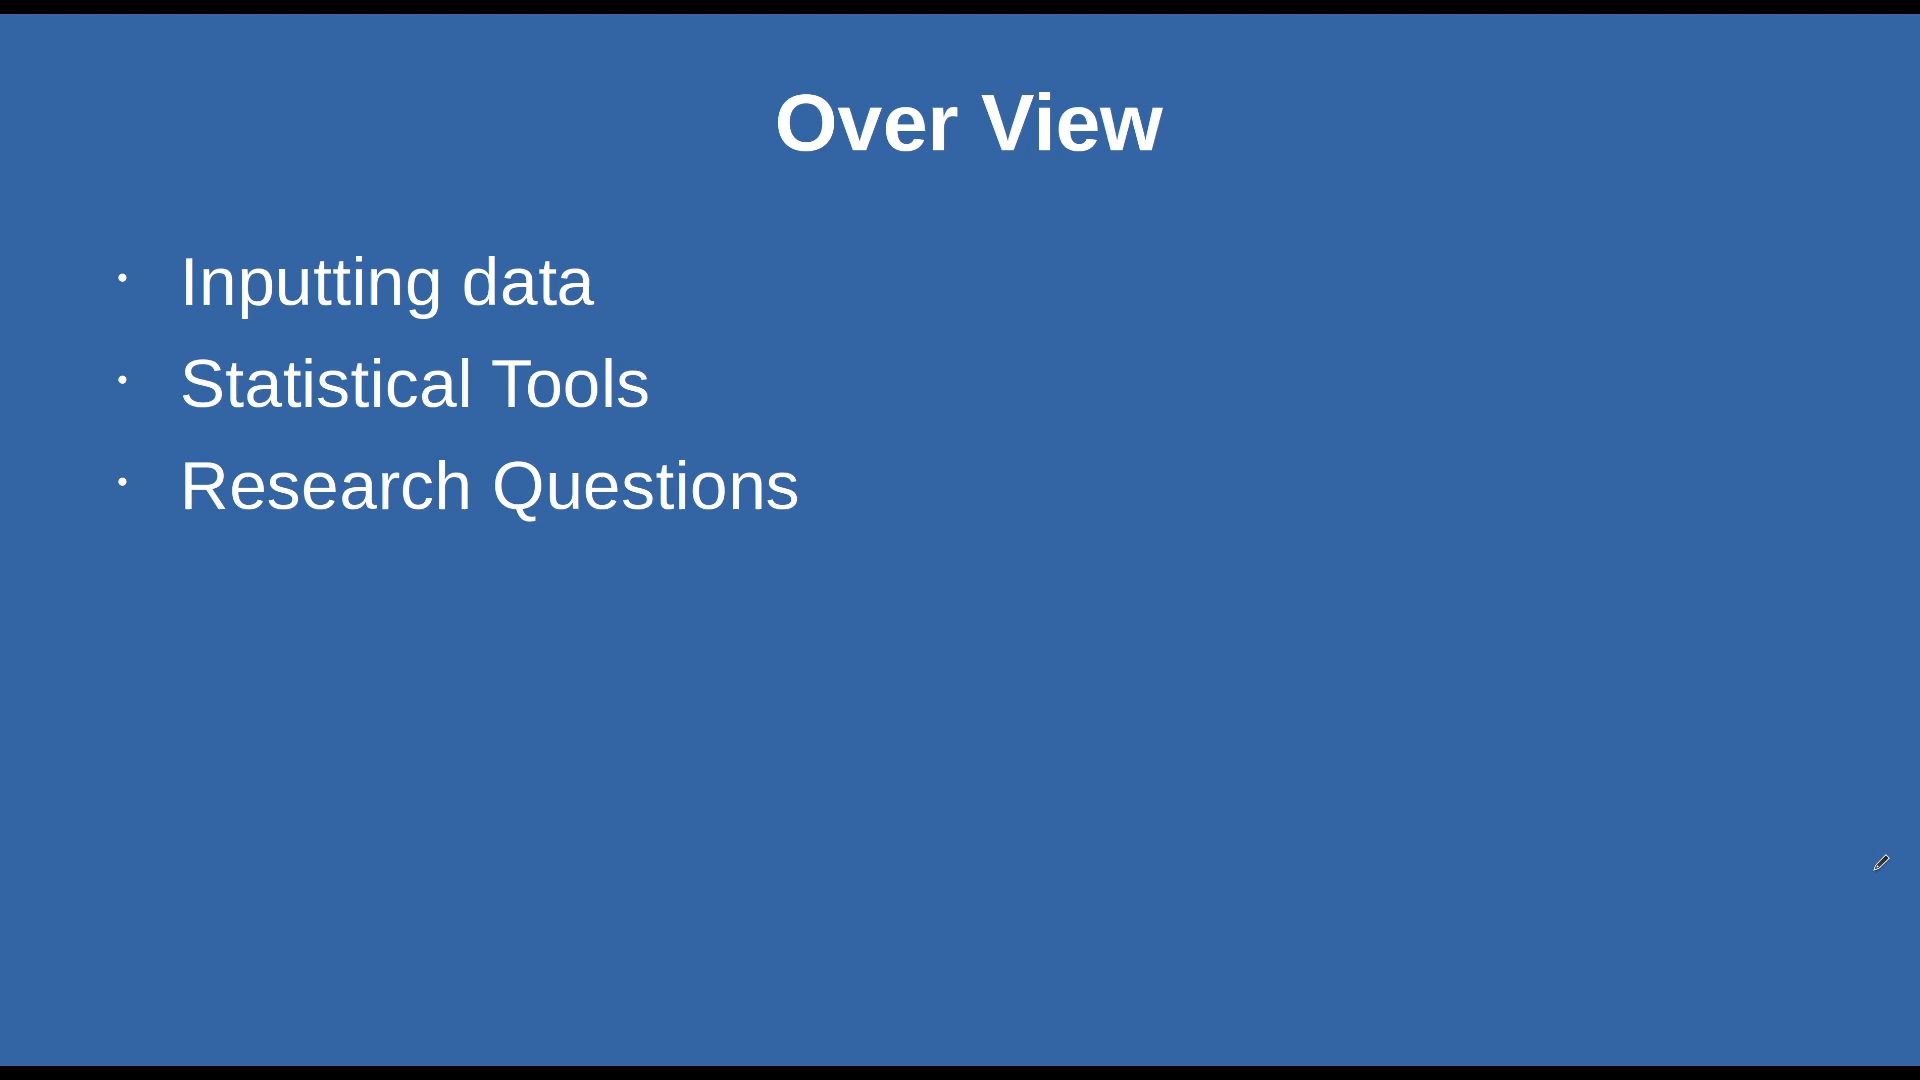 Over View
• Inputting data
• Statistical Tools
• Research Questions